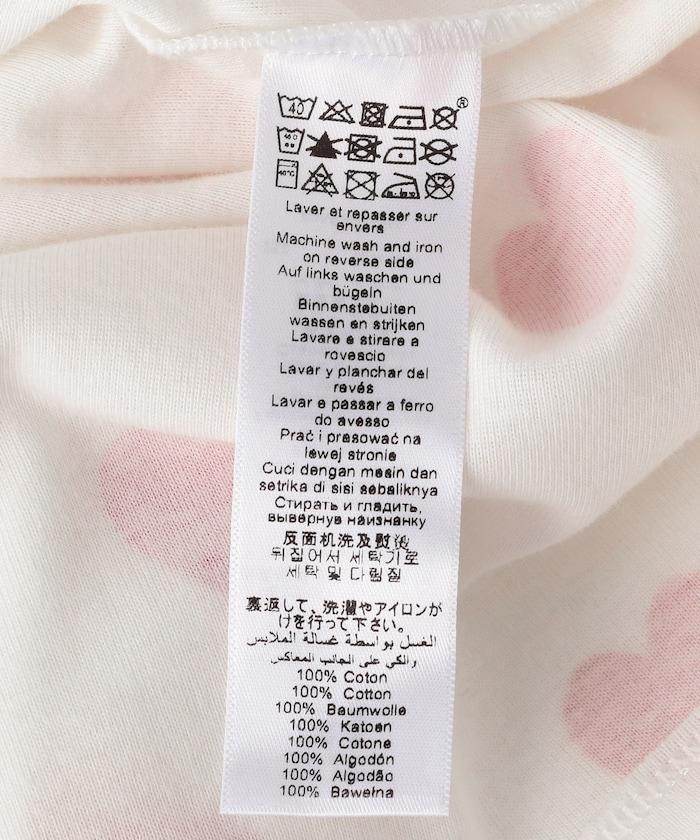 40 ®
40
40°C
Laver et repasser sur
envers
Machine wash and iron
on reverse side
Auf links waschen und
bügeln
Binnenstebuiten
wassen en strijken
Lavare e stirare a
rovescio
Lavar y planchar del
revés
Lavar e passar a ferro
do avesso
Prać i prasować na
lewej stronie
Cuci dengan mesin dan
setrika di sisi sebaliknya
Стирать и гладить,
вывернув наизнанку
反面机洗及熨烫
뒤집어서 세탁기로
세탁 및 다림질
裏返して、洗濯やアイロンが
けを行って下さい。
الغسل بواسطة غسالة الملابس
والكي على الجانب المعاكس
100% Coton
100% Cotton
100% Baumwolle
100% Katoen
100% Cotone
100% Algodón
100% Algodão
100% Bawełna